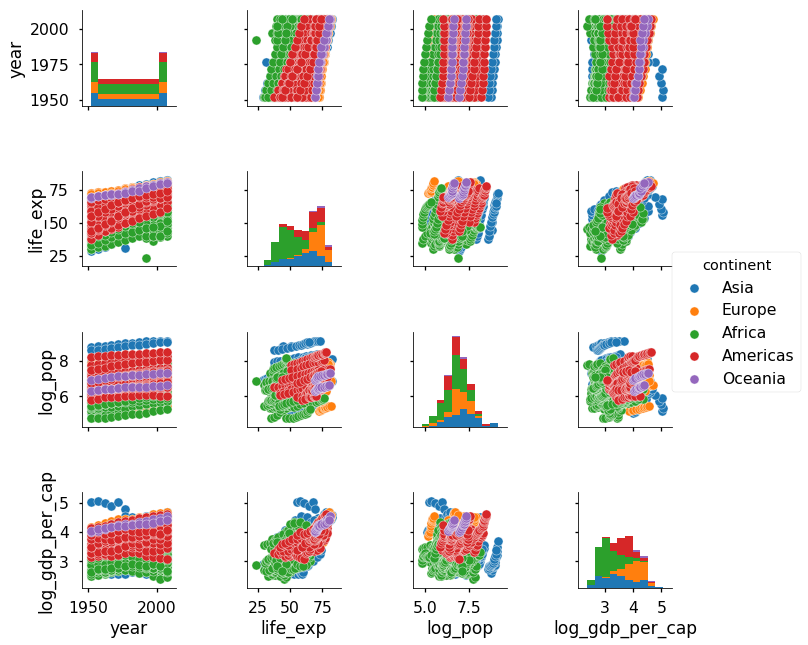 year
2000
1975
1950
life_exp
75
50
25
log_pop
8
6
log_gdp_per_cap
5
4
3
1950 2000
year
25 50 75
life_exp
5.0 7.5
log_pop
3 4 5
log_gdp_per_cap
continent
Asia
Europe
Africa
Americas
Oceania